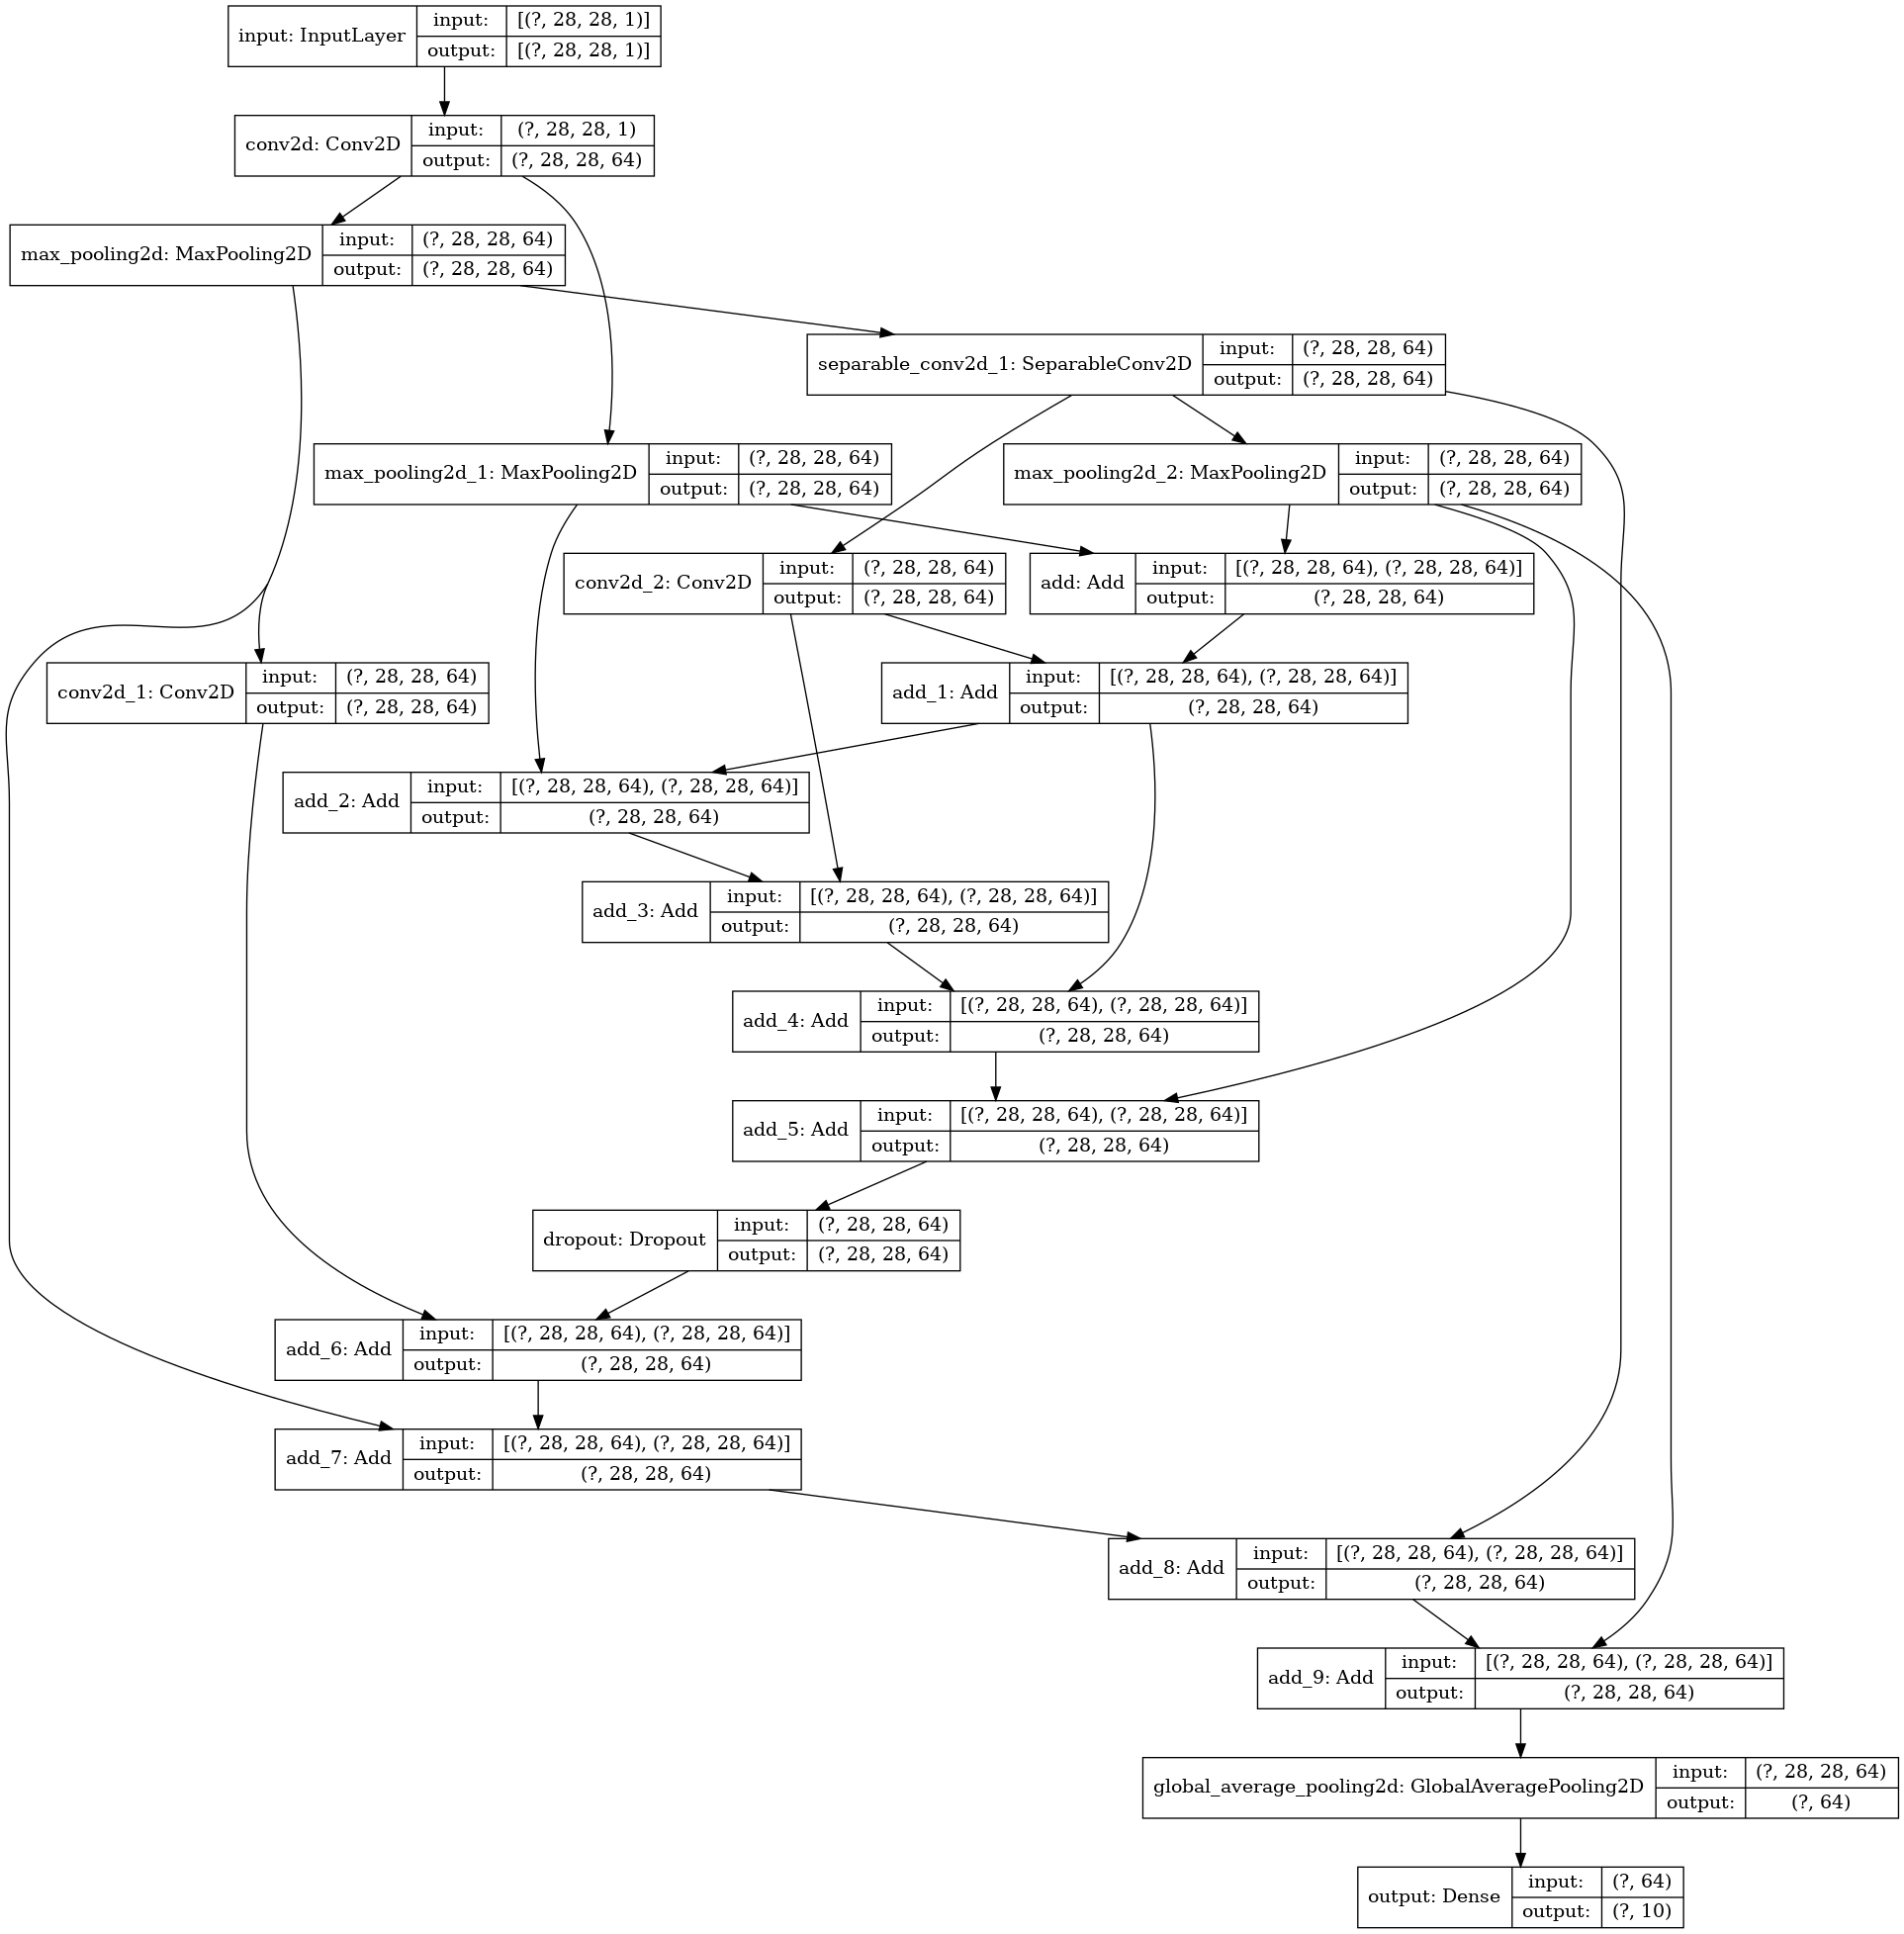 input: InputLayer
input:
[(?, 28, 28, 1)]
output:
[(?, 28, 28, 1)]
conv2d: Conv2D
input:
(?, 28, 28, 1)
output:
(?, 28, 28, 64)
max_pooling2d: MaxPooling2D
input:
(?, 28, 28, 64)
output:
(?, 28, 28, 64)
separable_conv2d_1: SeparableConv2D
input:
(?, 28, 28, 64)
output:
(?, 28, 28, 64)
max_pooling2d_1: MaxPooling2D
input:
(?, 28, 28, 64)
output:
(?, 28, 28, 64)
max_pooling2d_2: MaxPooling2D
input:
(?, 28, 28, 64)
output:
(?, 28, 28, 64)
conv2d_2: Conv2D
input:
(?, 28, 28, 64)
output:
(?, 28, 28, 64)
add: Add
input:
[(?, 28, 28, 64), (?, 28, 28, 64)]
output:
(?, 28, 28, 64)
conv2d_1: Conv2D
input:
(?, 28, 28, 64)
output:
(?, 28, 28, 64)
add_1: Add
input:
[(?, 28, 28, 64), (?, 28, 28, 64)]
output:
(?, 28, 28, 64)
add_2: Add
input:
[(?, 28, 28, 64), (?, 28, 28, 64)]
output:
(?, 28, 28, 64)
add_3: Add
input:
[(?, 28, 28, 64), (?, 28, 28, 64)]
output:
(?, 28, 28, 64)
add_4: Add
input:
[(?, 28, 28, 64), (?, 28, 28, 64)]
output:
(?, 28, 28, 64)
add_5: Add
input:
[(?, 28, 28, 64), (?, 28, 28, 64)]
output:
(?, 28, 28, 64)
dropout: Dropout
input:
(?, 28, 28, 64)
output:
(?, 28, 28, 64)
add_6: Add
input:
[(?, 28, 28, 64), (?, 28, 28, 64)]
output:
(?, 28, 28, 64)
add_7: Add
input:
[(?, 28, 28, 64), (?, 28, 28, 64)]
output:
(?, 28, 28, 64)
add_8: Add
input:
[(?, 28, 28, 64), (?, 28, 28, 64)]
output:
(?, 28, 28, 64)
add_9: Add
input:
[(?, 28, 28, 64), (?, 28, 28, 64)]
output:
(?, 28, 28, 64)
global_average_pooling2d: GlobalAveragePooling2D
input:
(?, 28, 28, 64)
output:
(?, 64)
output: Dense
input:
(?, 64)
output:
(?, 10)